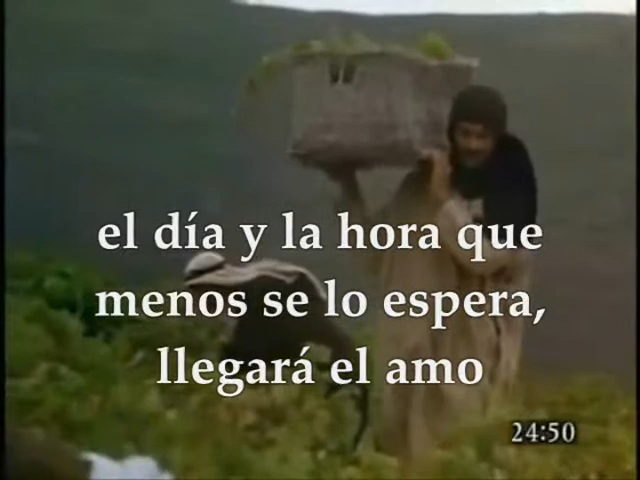 el día y la hora que
menos se lo espera,
llegará el amo
24:50